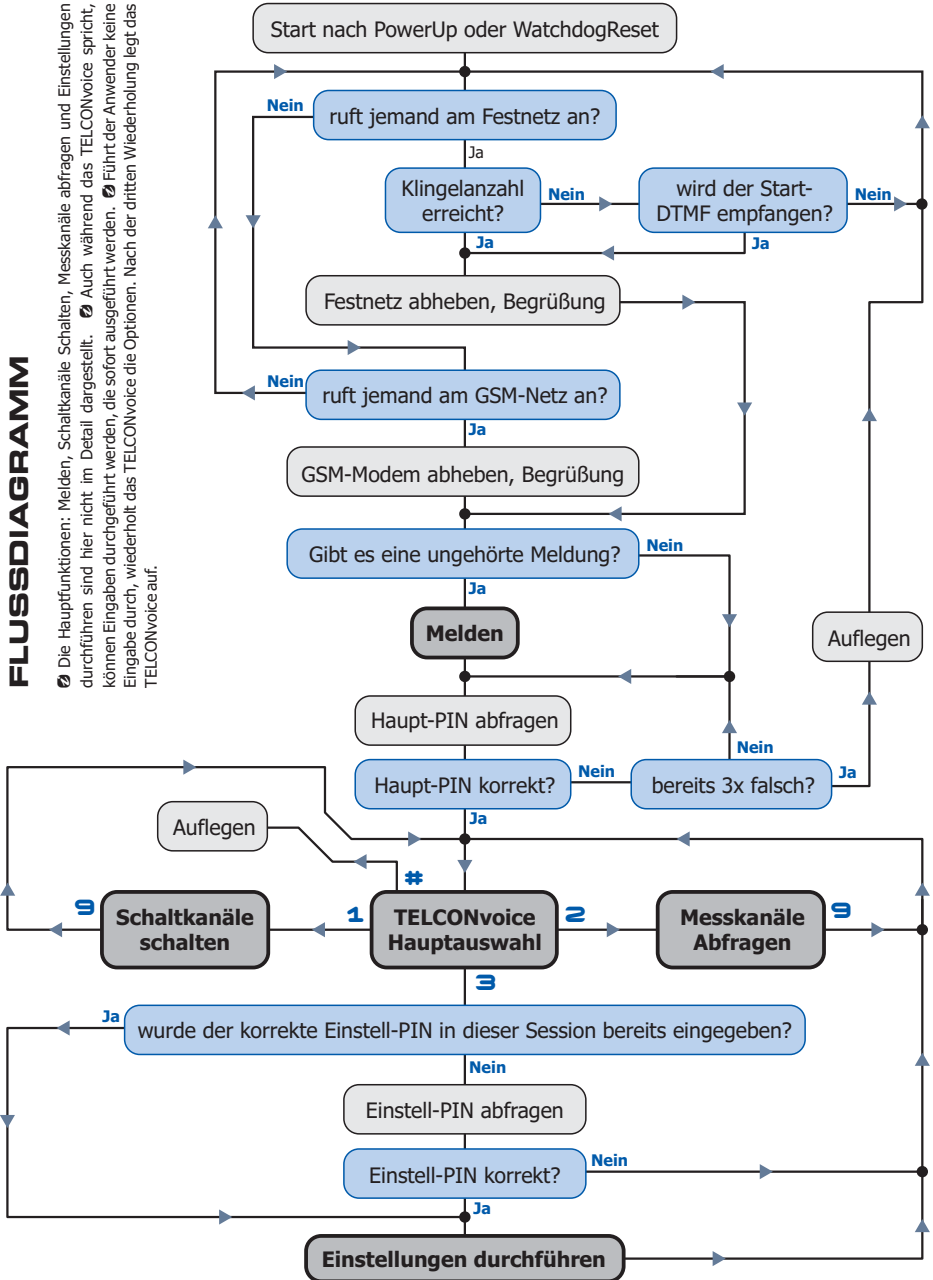 FLUSSDIAGRAMM
Die Hauptfunktionen: Melden, Schaltkanäle Schalten, Messkanäle abfragen und Einstellungen
durchführen sind hier nicht im Detail dargestellt. Auch während das TELCONvoice spricht,
können Eingaben durchgeführt werden, die sofort ausgeführt werden. Führt der Anwender keine
Eingabe durch, wiederholt das TELCONvoice die Optionen. Nach der dritten Wiederholung legt das
TELCONvoice auf.
Start nach PowerUp oder WatchdogReset
Nein
ruft jemand am Festnetz an?
Ja
Klingelanzahl
erreicht?
Nein
wird der Start-
DTMF empfangen?
Nein
Ja
Ja
Festnetz abheben, Begrüßung
Nein
ruft jemand am GSM-Netz an?
Ja
GSM-Modem abheben, Begrüßung
Gibt es eine ungehörte Meldung?
Nein
Ja
Melden
Auflegen
Haupt-PIN abfragen
Nein
Haupt-PIN korrekt?
Nein
bereits 3x falsch?
Ja
Ja
Auflegen
#
9
Schaltkanäle
schalten
1
TELCONvoice
Hauptauswahl
2
Messkanäle
Abfragen
9
3
Ja
wurde der korrekte Einstell-PIN in dieser Session bereits eingegeben?
Nein
Einstell-PIN abfragen
Einstell-PIN korrekt?
Nein
Ja
Einstellungen durchführen